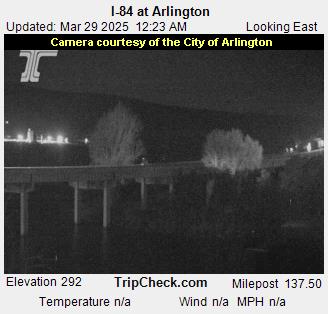 I-84 at Arlington
Updated: Mar 29 2025 12:23 AM Looking East
Camera courtesy of the City of Arlington
Elevation 292 TripCheck.com Milepost 137.50
Temperature n/a Wind n/a MPH n/a